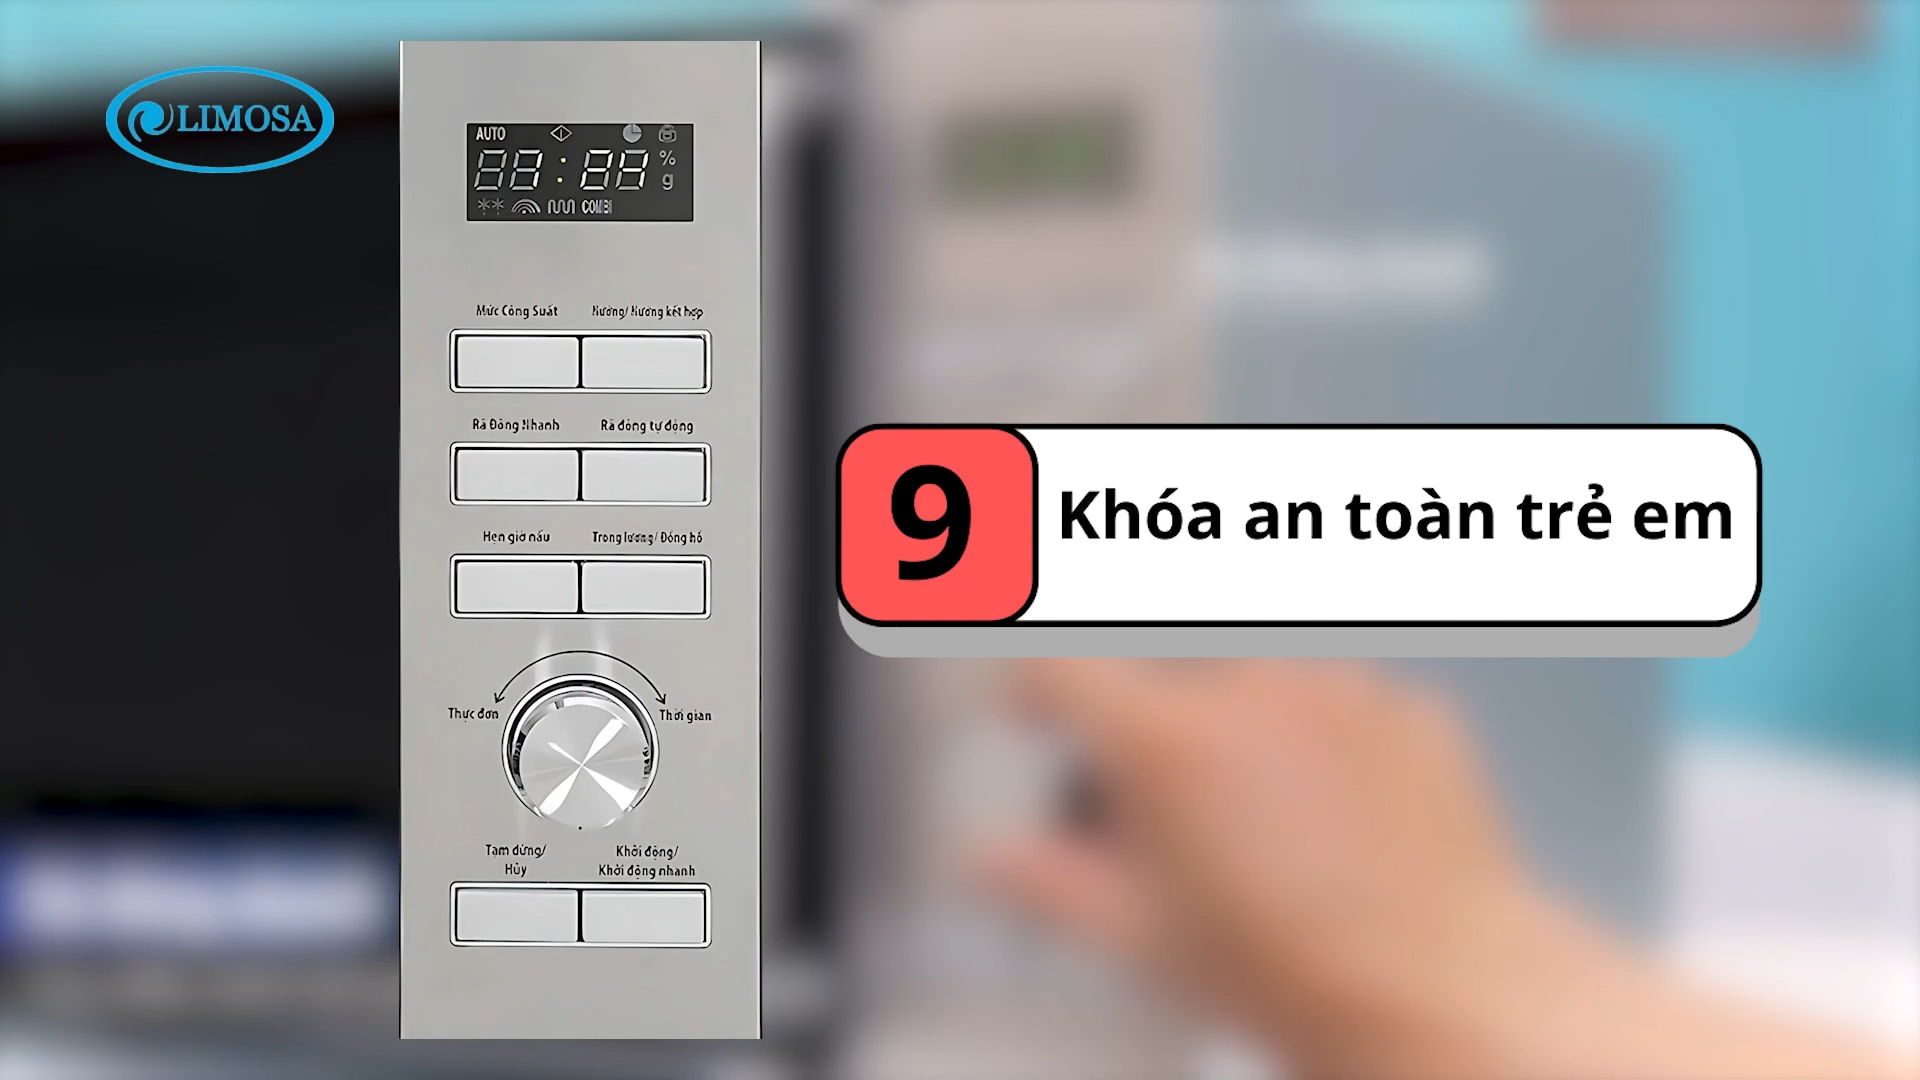 LIMOSA
AUTO
%
g
COMBI
Mức Công Suất
Nướng/ Nướng kết hợp
Rã Đông Nhanh
Rã đông tự động
Hẹn giờ nấu
Trọng lượng/ Đồng hồ
Thực đơn
Thời gian
Tạm dừng/
Hủy
Khởi động/
Khởi động nhanh
9
Khóa an toàn trẻ em